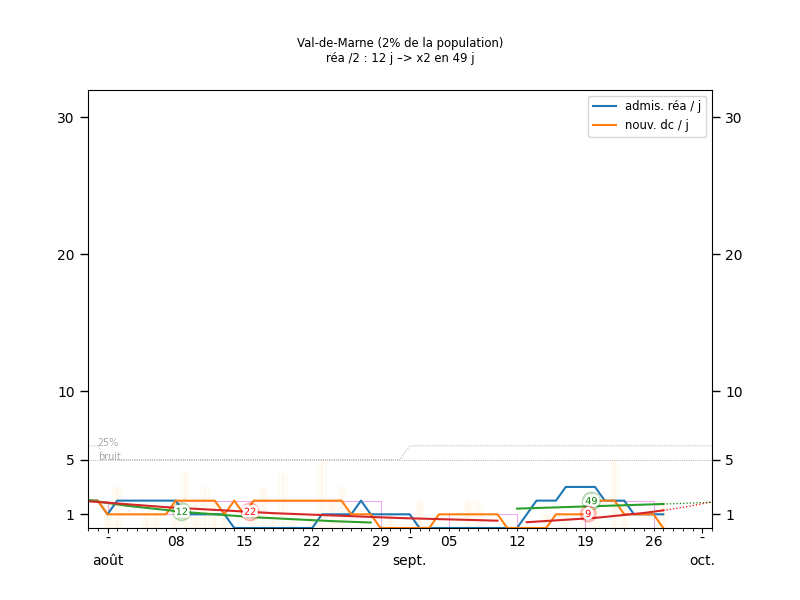 Val-de-Marne (2% de la population)
réa /2 : 12 j –> x2 en 49 j
admis. réa / j
nouv. dc / j
30
30
20
20
10
10
25%
bruit
5
5
49
12
22
9
1
1
- 08 15 22 29 - 05 12 19 26 -
août sept. oct.